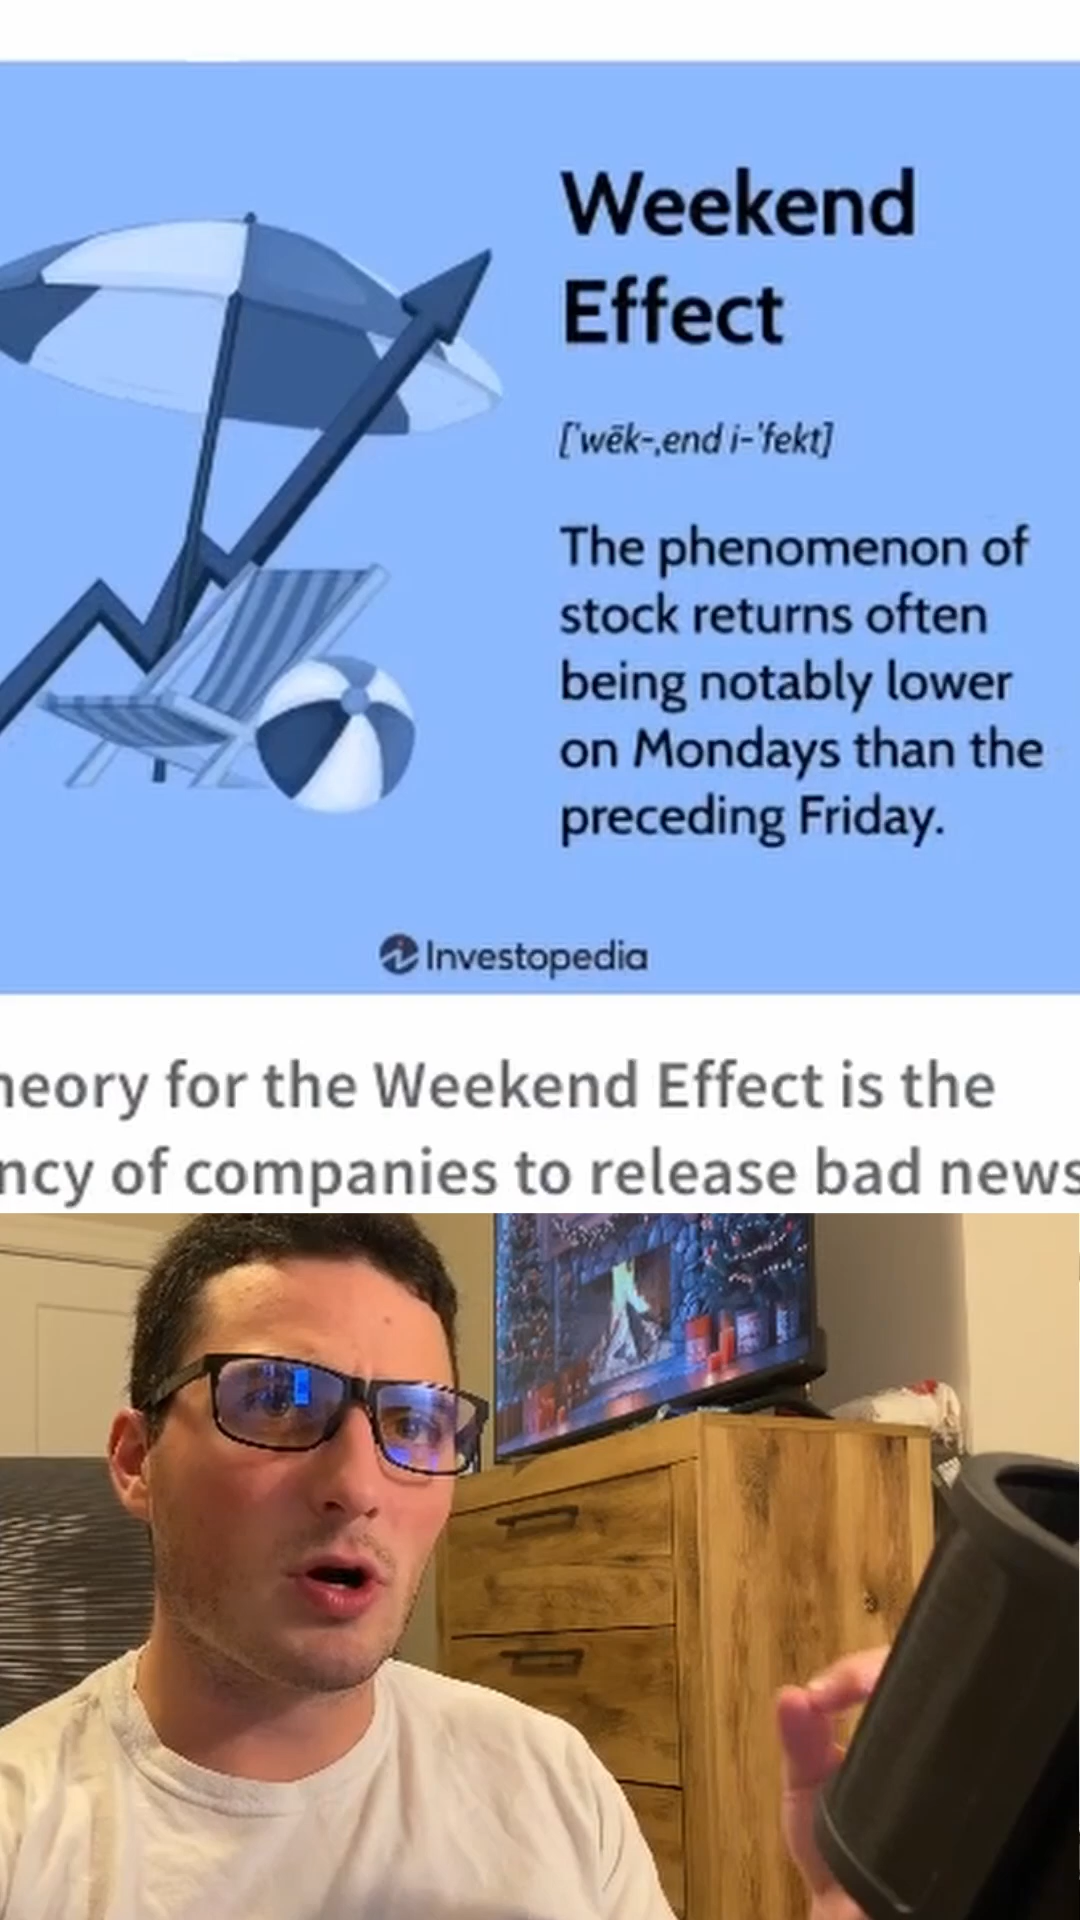 Weekend
Effect
['wēk-,end i-'fekt]
The phenomenon of
stock returns often
being notably lower
on Mondays than the
preceding Friday.
Investopedia
heory for the Weekend Effect is the
ncy of companies to release bad news